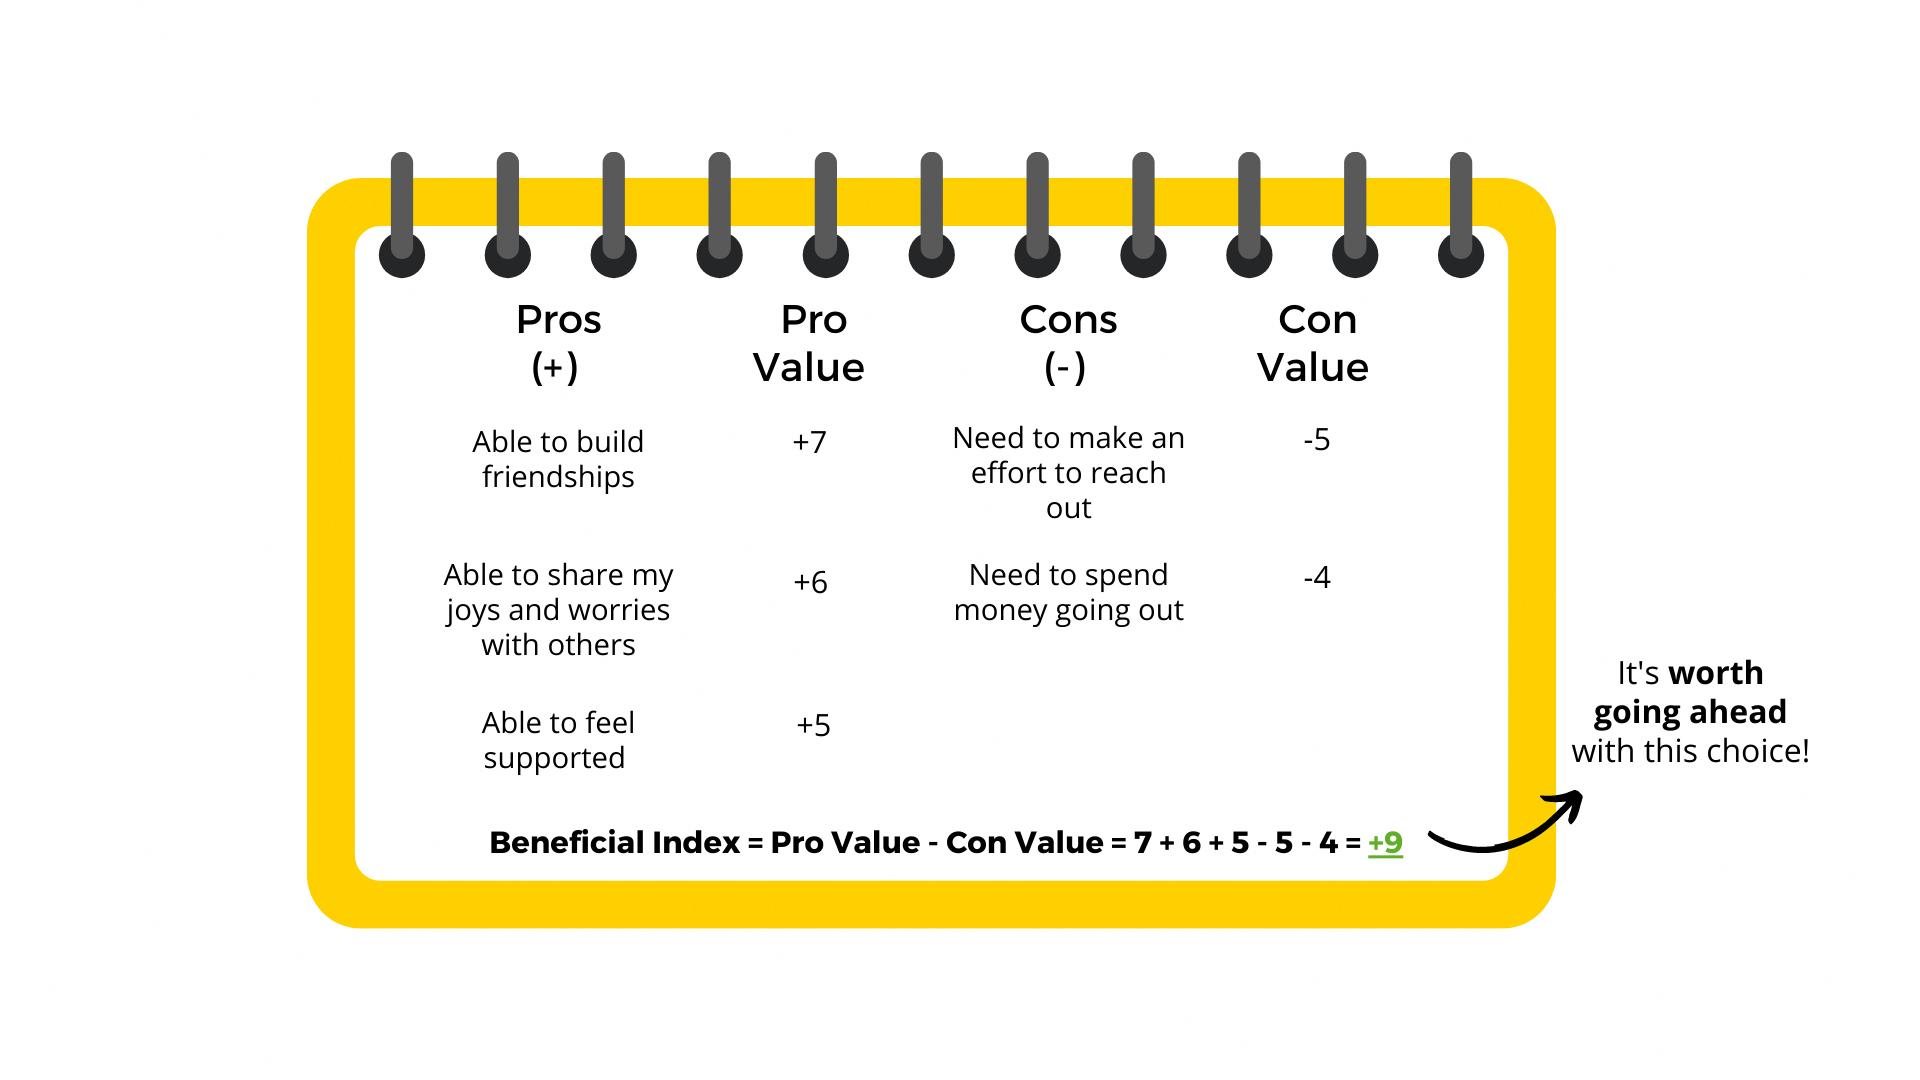 Pros
(+)
Pro
Value
Cons
(-)
Con
Value
Able to build
friendships
+7
Need to make an
effort to reach
out
-5
Able to share my
joys and worries
with others
+6
Need to spend
money going out
-4
Able to feel
supported
+5
Beneficial Index = Pro Value - Con Value = 7 + 6 + 5 - 5 - 4 = +9
It's worth
going ahead
with this choice!